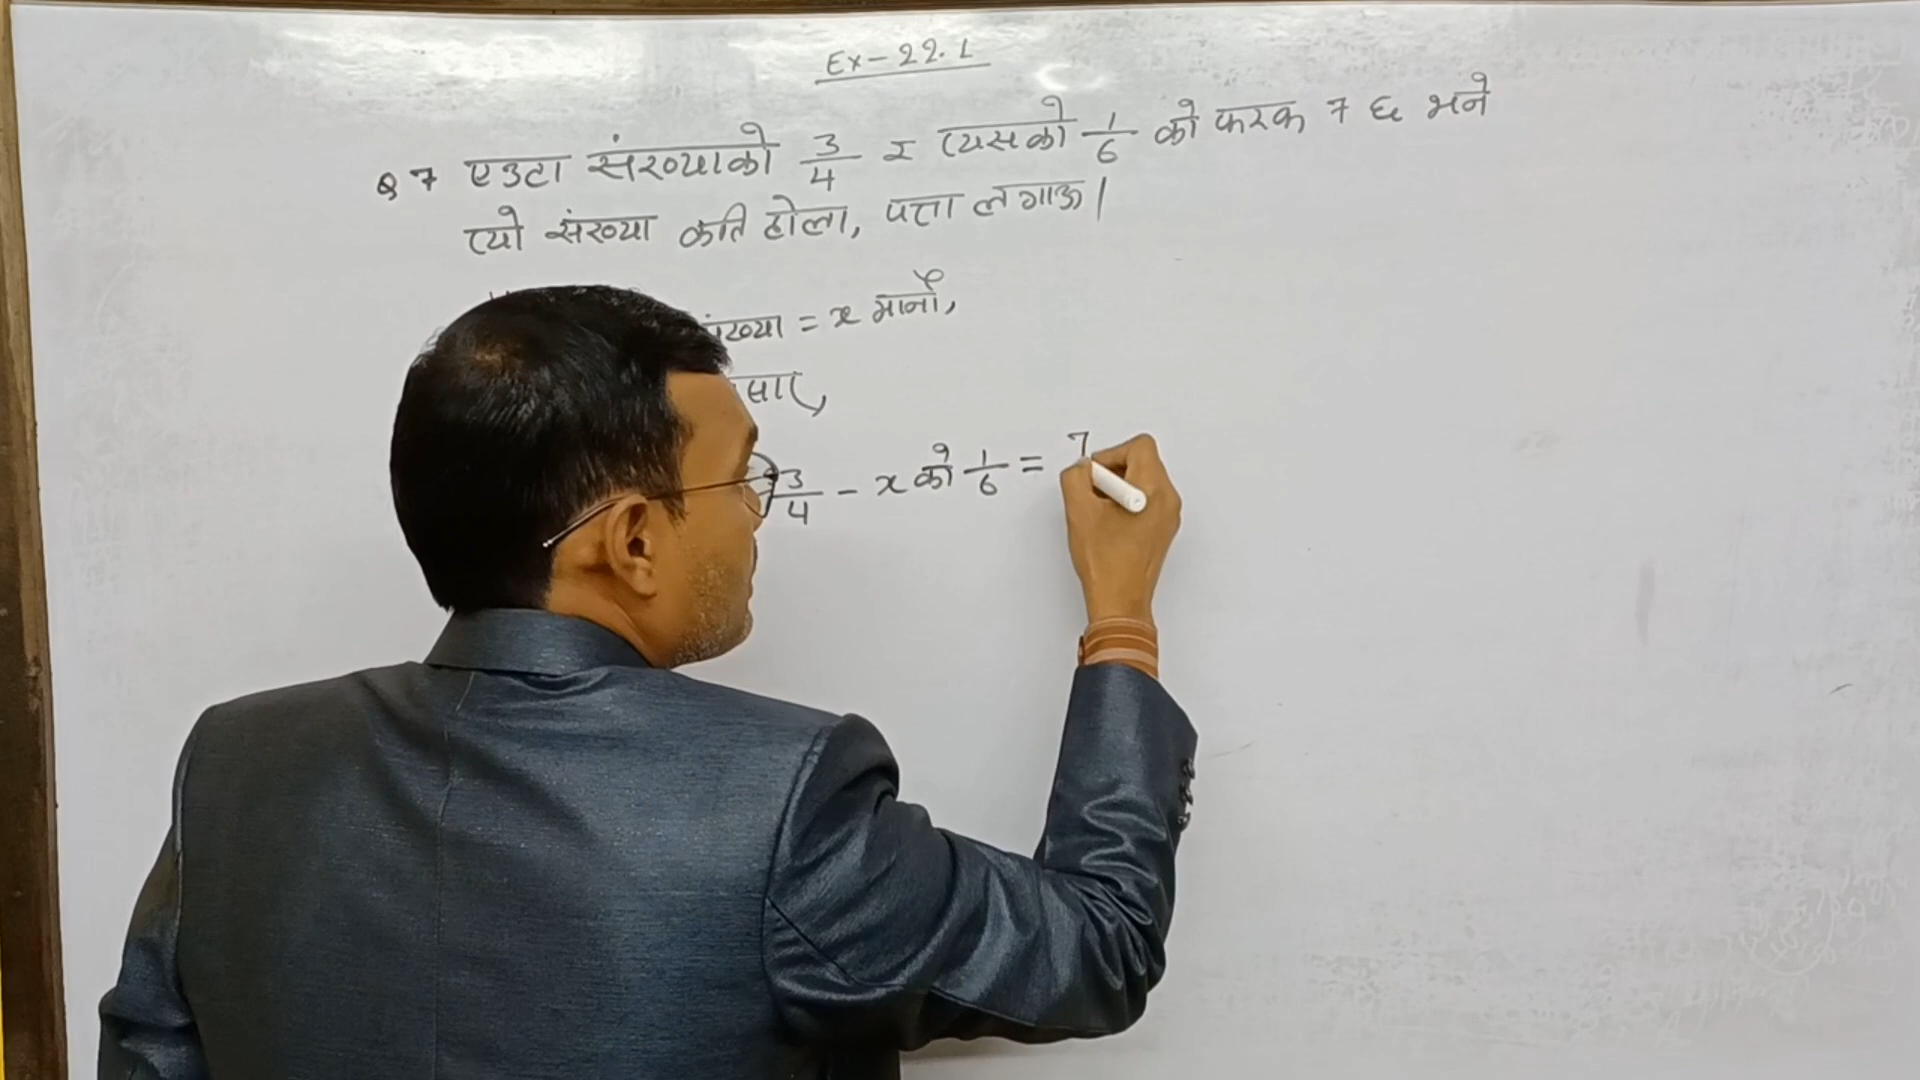 Ex-22.1
Q 7 एउटा संख्याको 3/4 र त्यसको 1/6 को फरक 7 छ भने
त्यो संख्या कति होला, पत्ता लगाऊ।
संख्या = x मानौं,
सार,
3/4 - x को 1/6 = 7